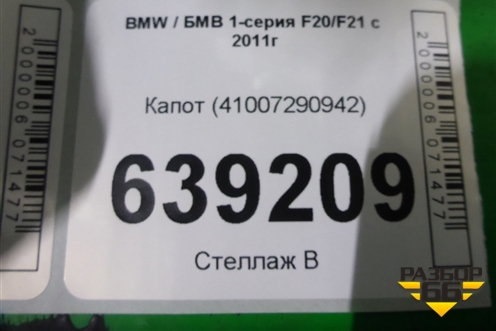 BMW / БМВ 1-серия F20/F21 с
2011г
Капот (41007290942)
639209
Стеллаж В
2000006071477
2000006071477
РАЗБОР
66